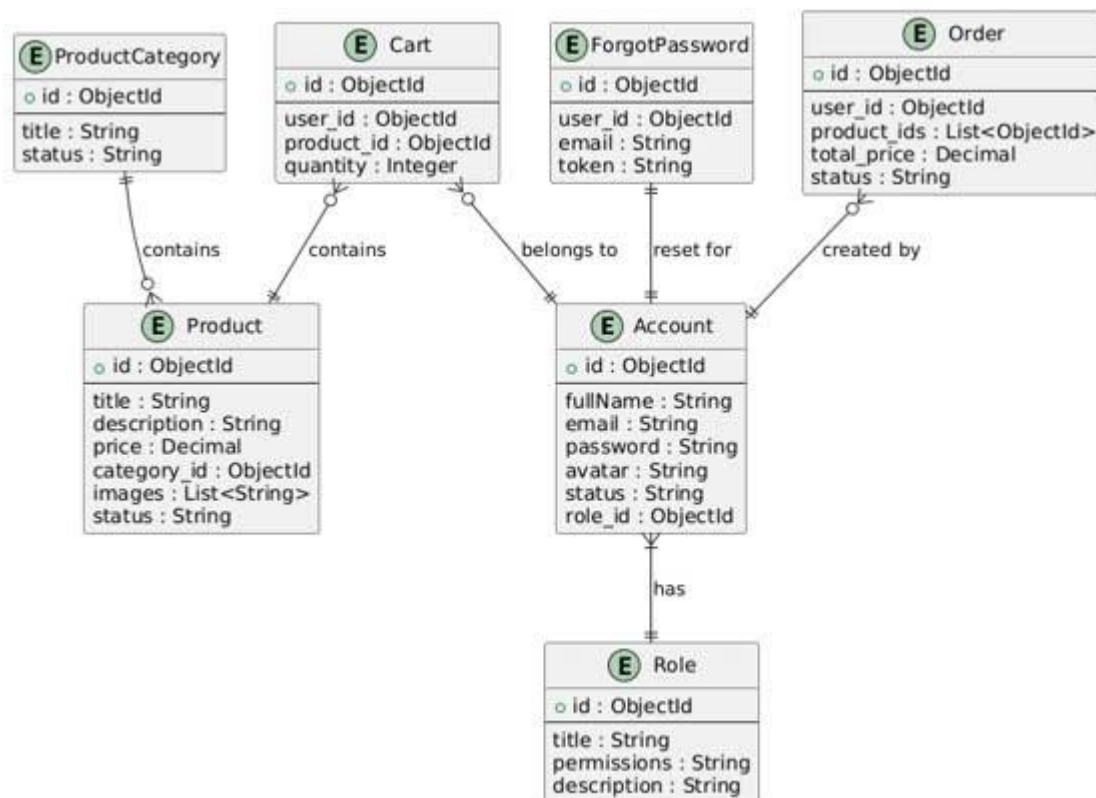 E ProductCategory
id : ObjectId
title : String
status : String
E Cart
id : ObjectId
user_id : ObjectId
product_id : ObjectId
quantity : Integer
E ForgotPassword
id : ObjectId
user_id : ObjectId
email : String
token : String
E Order
id : ObjectId
user_id : ObjectId
product_ids : List<ObjectId>
total_price : Decimal
status : String
contains
contains
belongs to
reset for
created by
E Product
id : ObjectId
title : String
description : String
price : Decimal
category_id : ObjectId
images : List<String>
status : String
E Account
id : ObjectId
fullName : String
email : String
password : String
avatar : String
status : String
role_id : ObjectId
has
E Role
id : ObjectId
title : String
permissions : String
description : String